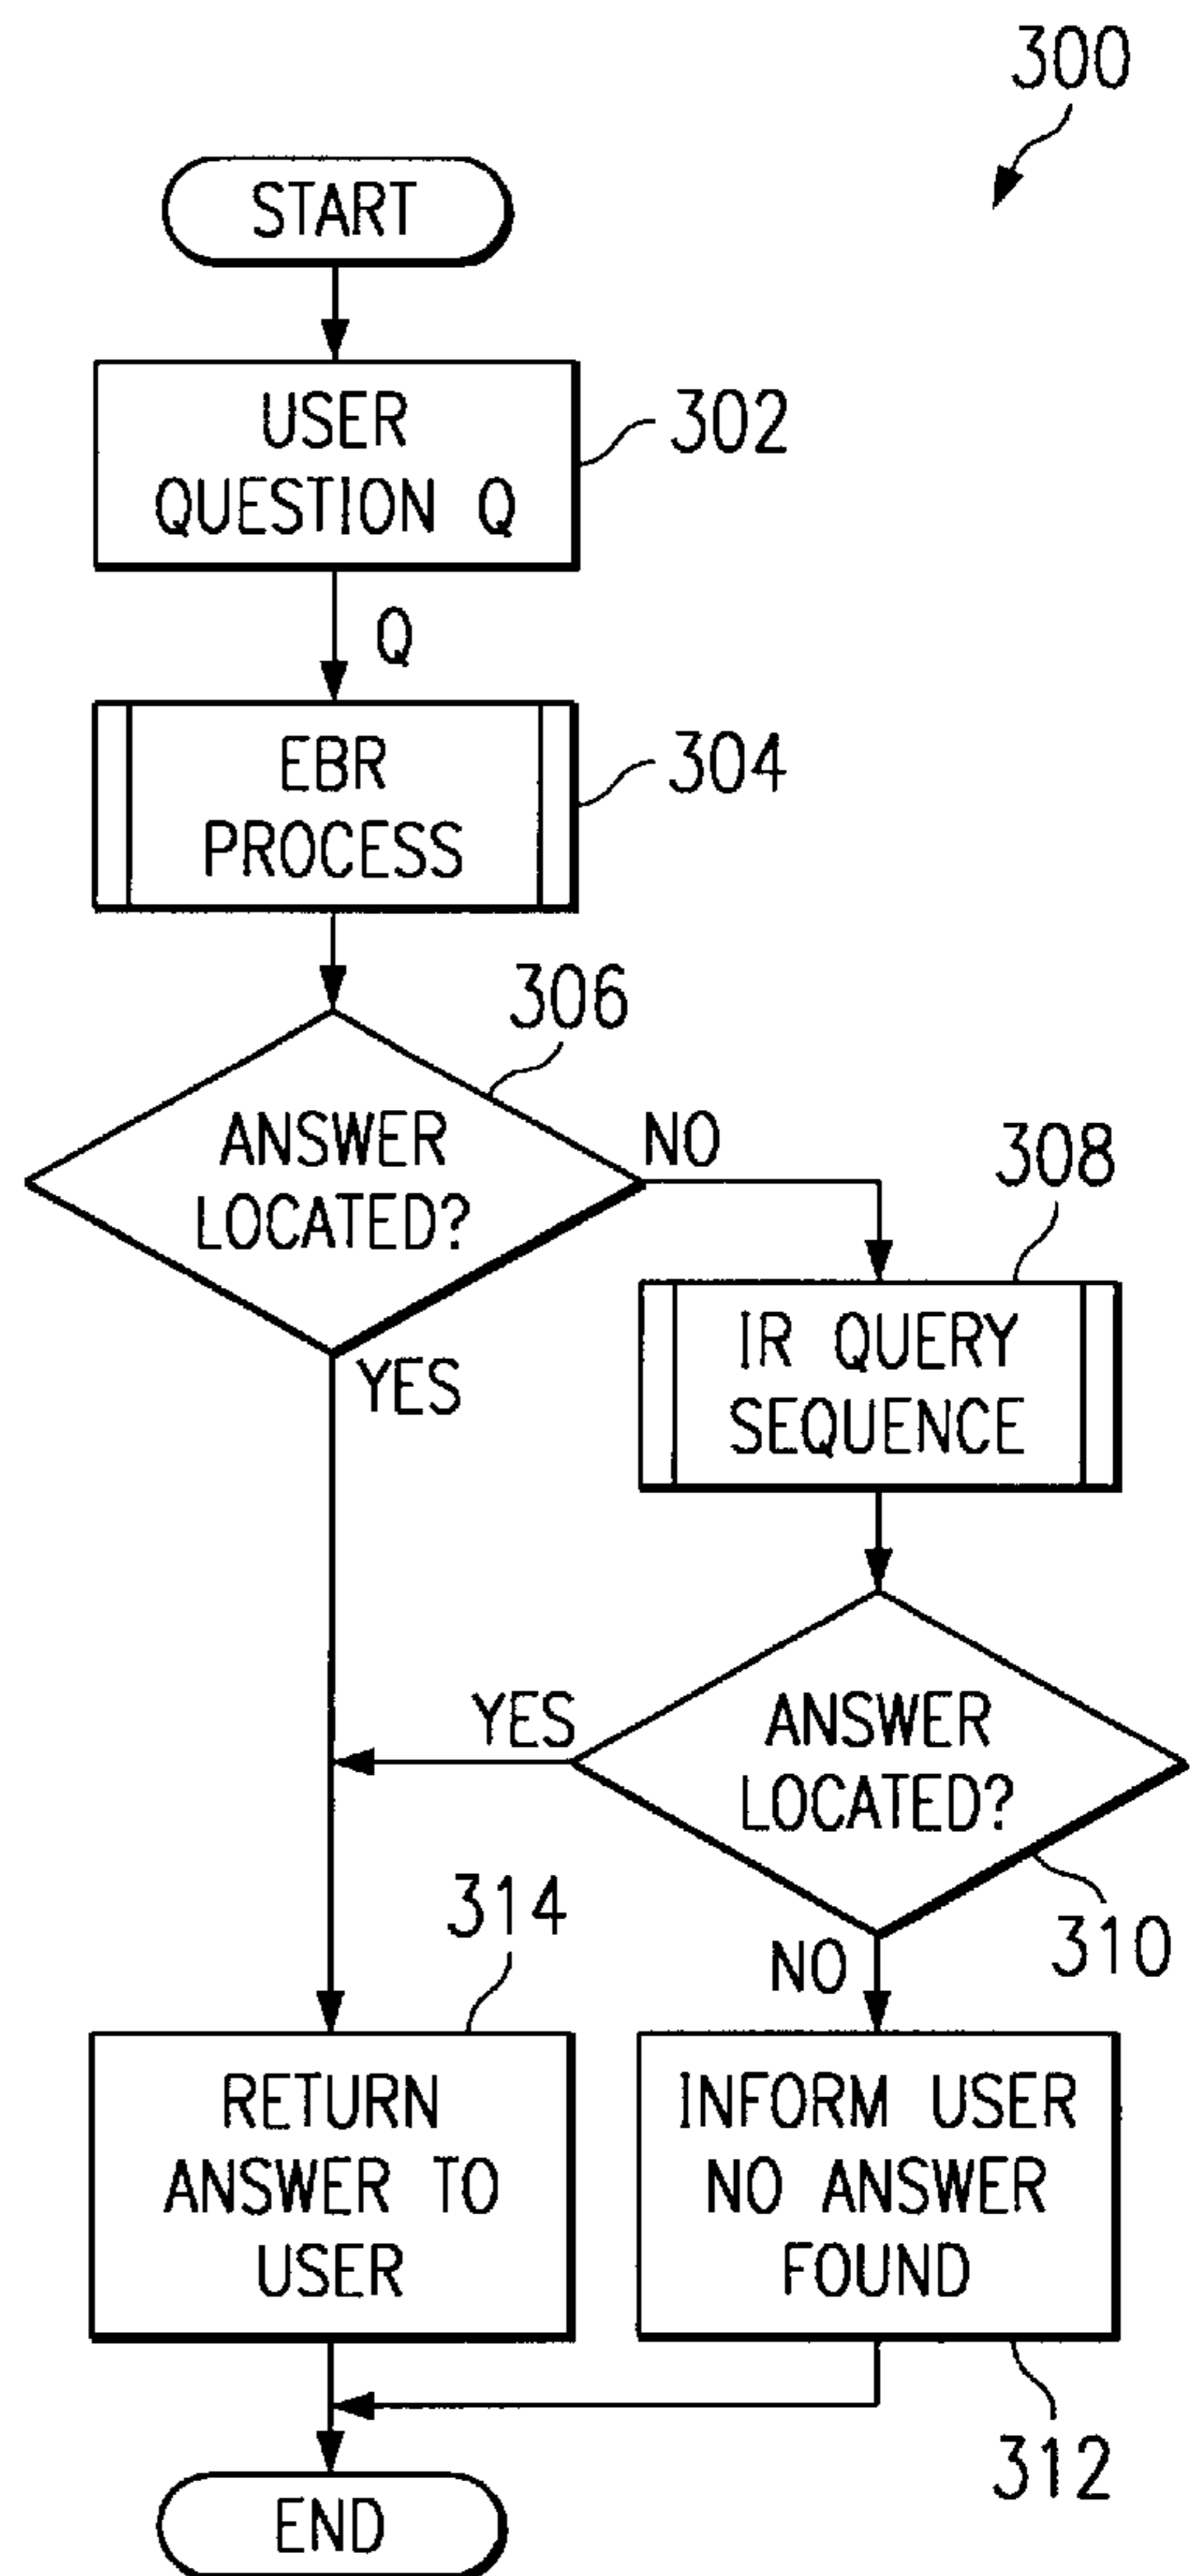 300
START
USER
QUESTION Q
302
Q
EBR
PROCESS
304
306
ANSWER
LOCATED?
NO
YES
308
IR QUERY
SEQUENCE
YES
ANSWER
LOCATED?
310
NO
314
RETURN
ANSWER TO
USER
INFORM USER
NO ANSWER
FOUND
312
END